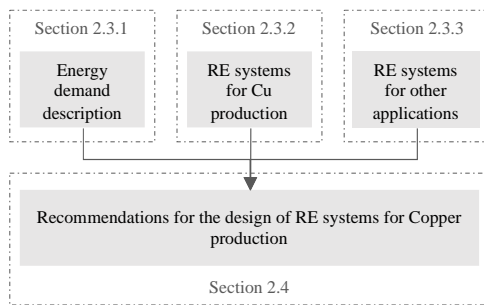 Section 2.3.1
Energy
demand
description
Section 2.3.2
RE systems
for Cu
production
Section 2.3.3
RE systems
for other
applications
Recommendations for the design of RE systems for Copper
production
Section 2.4